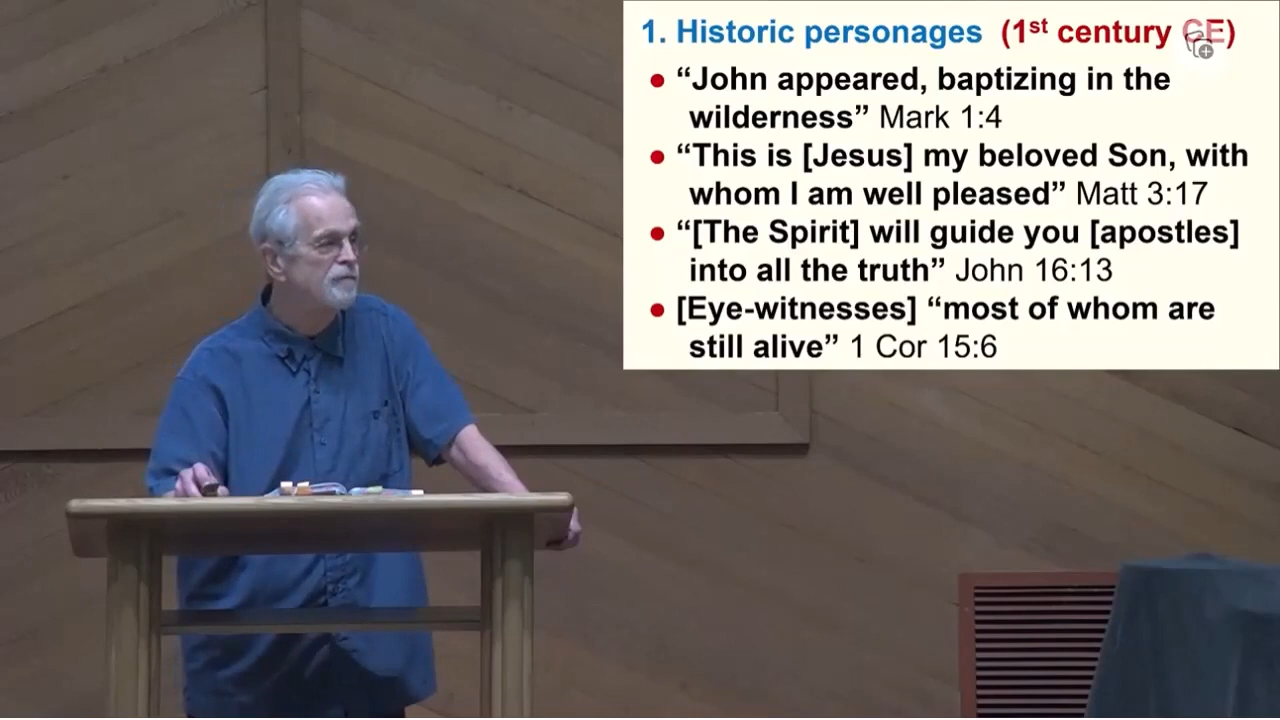 1. Historic personages (1st century CE)
● “John appeared, baptizing in the
wilderness” Mark 1:4
● “This is [Jesus] my beloved Son, with
whom I am well pleased” Matt 3:17
● “[The Spirit] will guide you [apostles]
into all the truth” John 16:13
● [Eye-witnesses] “most of whom are
still alive” 1 Cor 15:6